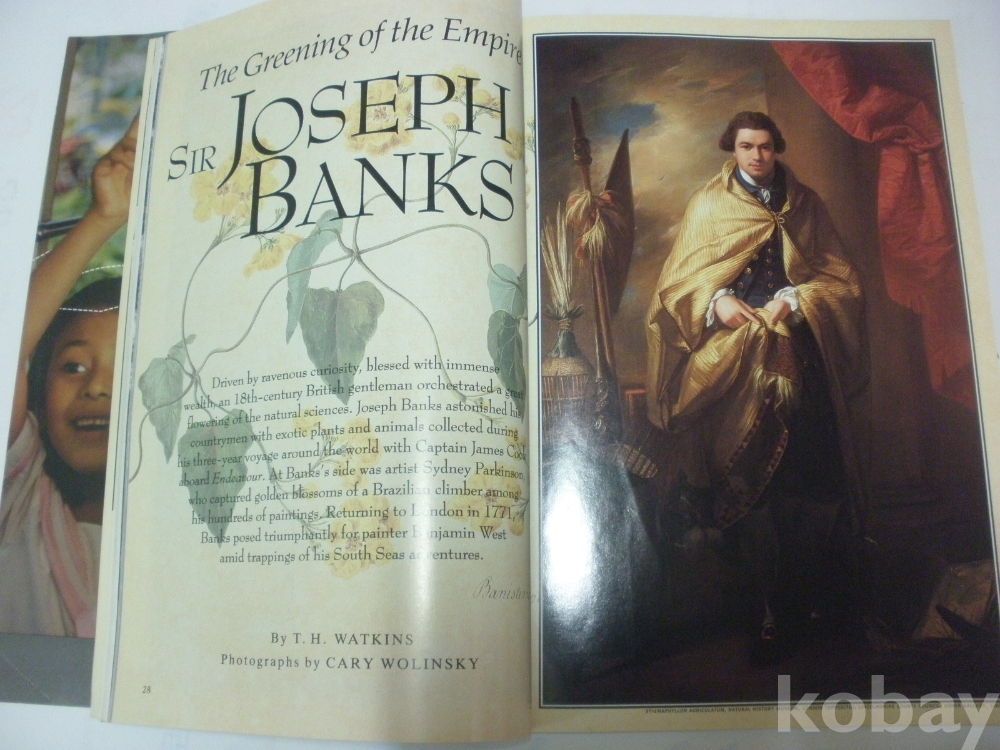 The Greening of the Empire
SIR JOSEPH
BANKS
Driven by ravenous curiosity, blessed with immense
wealth, an 18th-century British gentleman orchestrated a great
flowering of the natural sciences. Joseph Banks astonished his
countrymen with exotic plants and animals collected during
his three-year voyage around the world with Captain James Cook
aboard Endeavour. At Banks's side was artist Sydney Parkinson,
who captured golden blossoms of a Brazilian climber among
his hundreds of paintings. Returning to London in 1771,
Banks posed triumphantly for painter Benjamin West
amid trappings of his South Seas adventures.
By T. H. WATKINS
Photographs by CARY WOLINSKY
28
NATURAL HISTORY
kobay